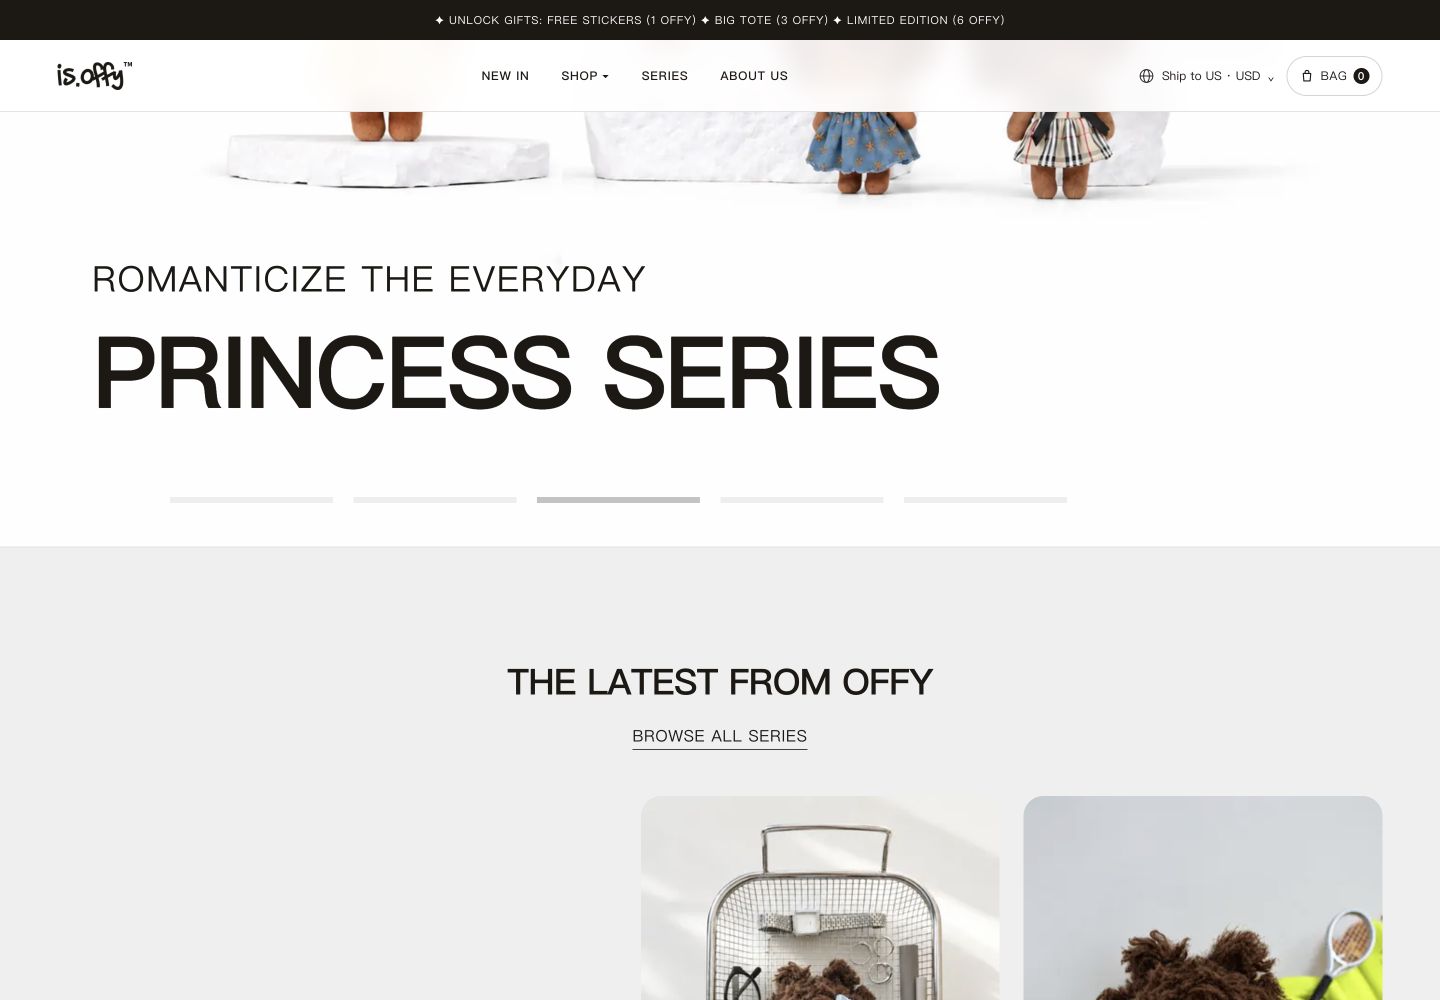 ✦ UNLOCK GIFTS: FREE STICKERS (1 OFFY) ✦ BIG TOTE (3 OFFY) ✦ LIMITED EDITION (6 OFFY)
is.offy™
NEW IN
SHOP
SERIES
ABOUT US
Ship to US · USD
BAG 0
ROMANTICIZE THE EVERYDAY
PRINCESS SERIES
THE LATEST FROM OFFY
BROWSE ALL SERIES